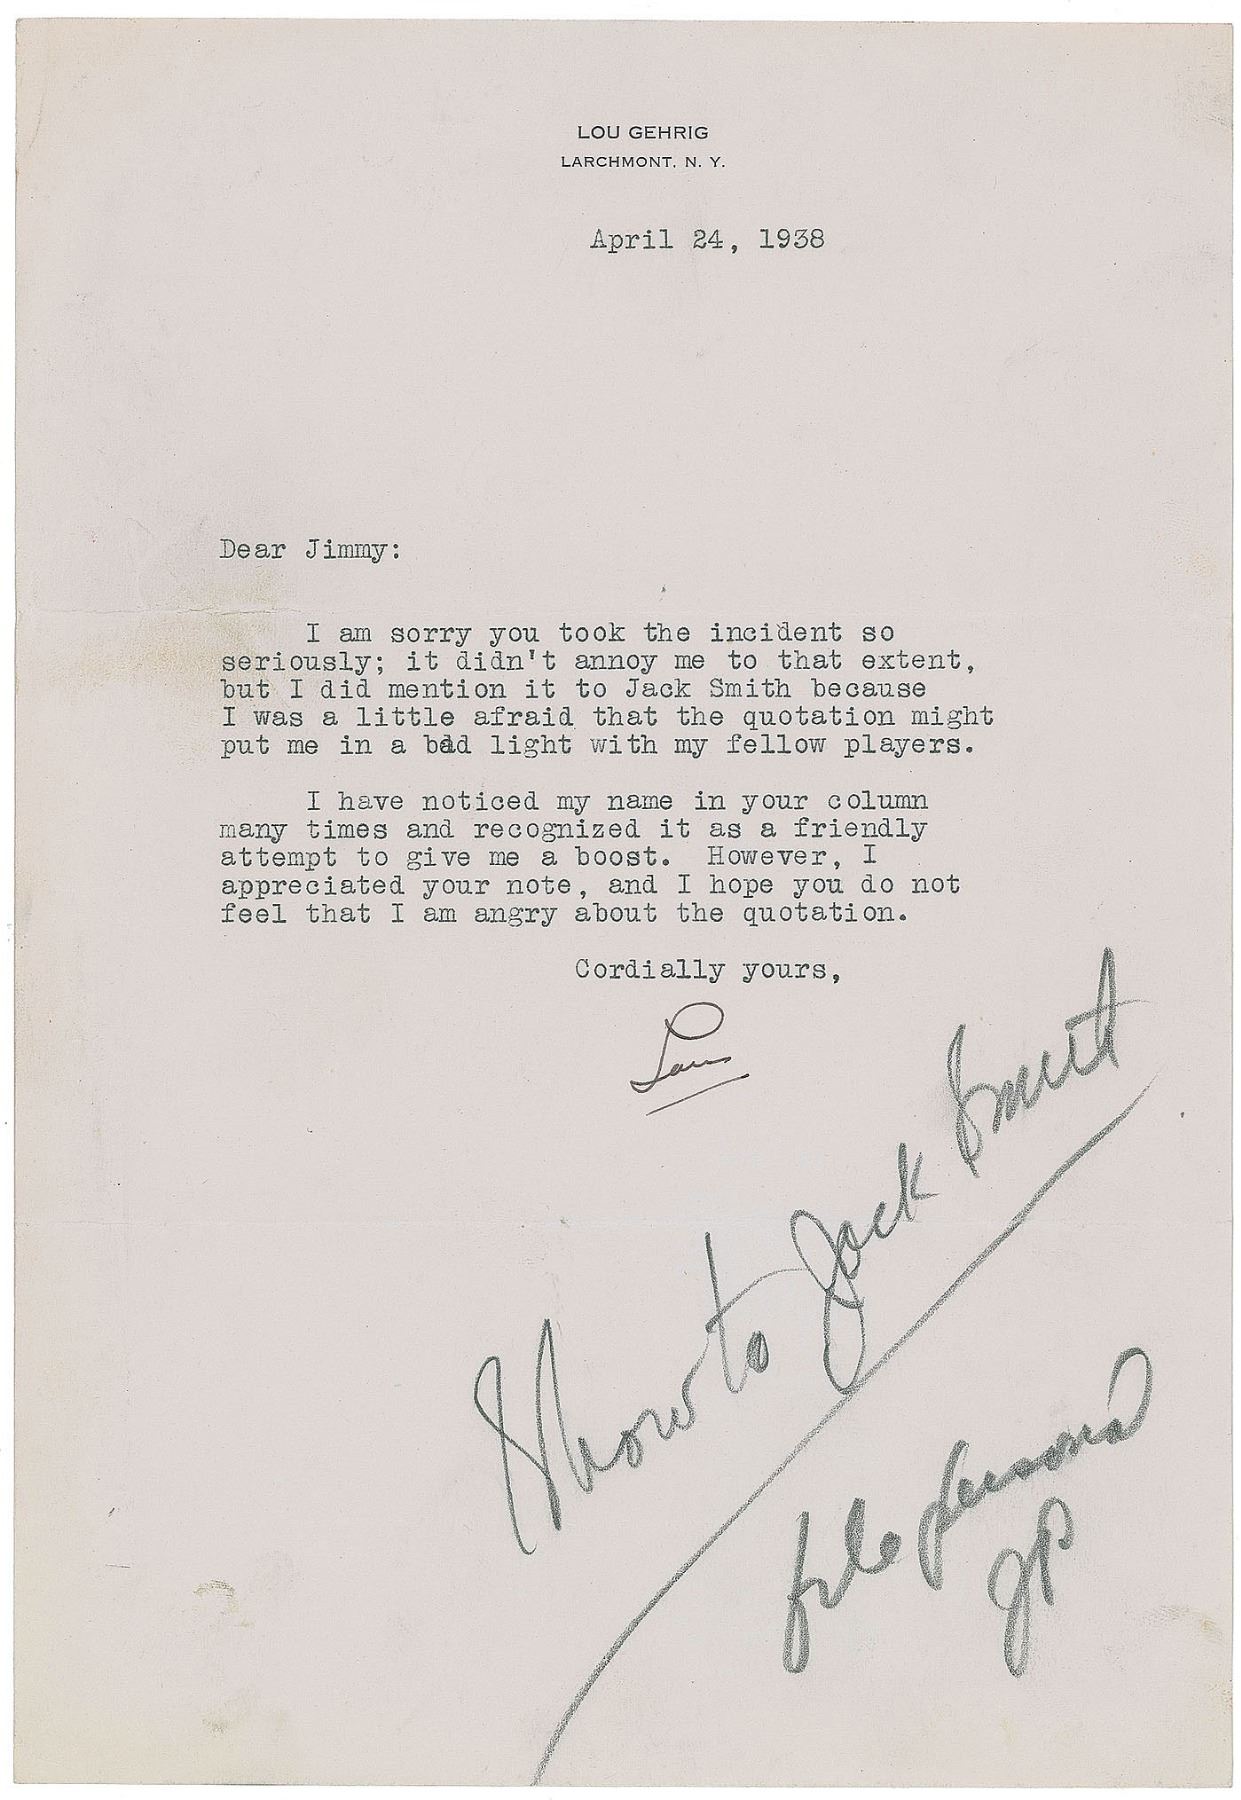 LOU GEHRIG
LARCHMONT, N. Y.
April 24, 1938
Dear Jimmy:
I am sorry you took the incident so
seriously; it didn't annoy me to that extent,
but I did mention it to Jack Smith because
I was a little afraid that the quotation might
put me in a bad light with my fellow players.
I have noticed my name in your column
many times and recognized it as a friendly
attempt to give me a boost.  However, I
appreciated your note, and I hope you do not
feel that I am angry about the quotation.
Cordially yours,
Lou
Show to Jack Smith
file personal
JP